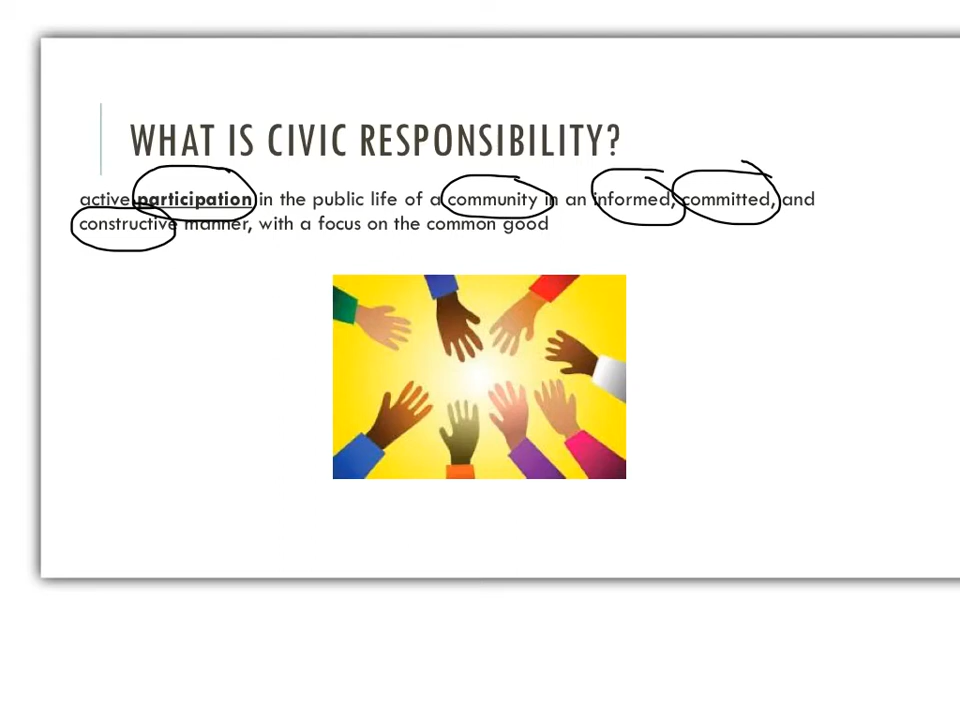 WHAT IS CIVIC RESPONSIBILITY?
active participation in the public life of a community in an informed, committed, and
constructive manner, with a focus on the common good